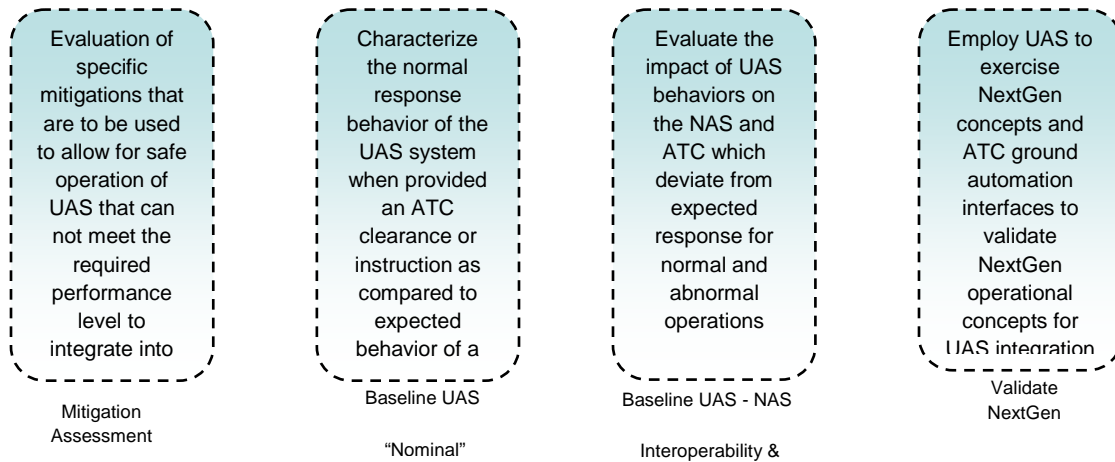 Evaluation of
specific
mitigations that
are to be used
to allow for safe
operation of
UAS that can
not meet the
required
performance
level to
integrate into
Mitigation
Assessment
Characterize
the normal
response
behavior of the
UAS system
when provided
an ATC
clearance or
instruction as
compared to
expected
behavior of a
Baseline UAS
“Nominal”
Evaluate the
impact of UAS
behaviors on
the NAS and
ATC which
deviate from
expected
response for
normal and
abnormal
operations
Baseline UAS - NAS
Interoperability &
Employ UAS to
exercise
NextGen
concepts and
ATC ground
automation
interfaces to
validate
NextGen
operational
concepts for
UAS integration
Validate
NextGen